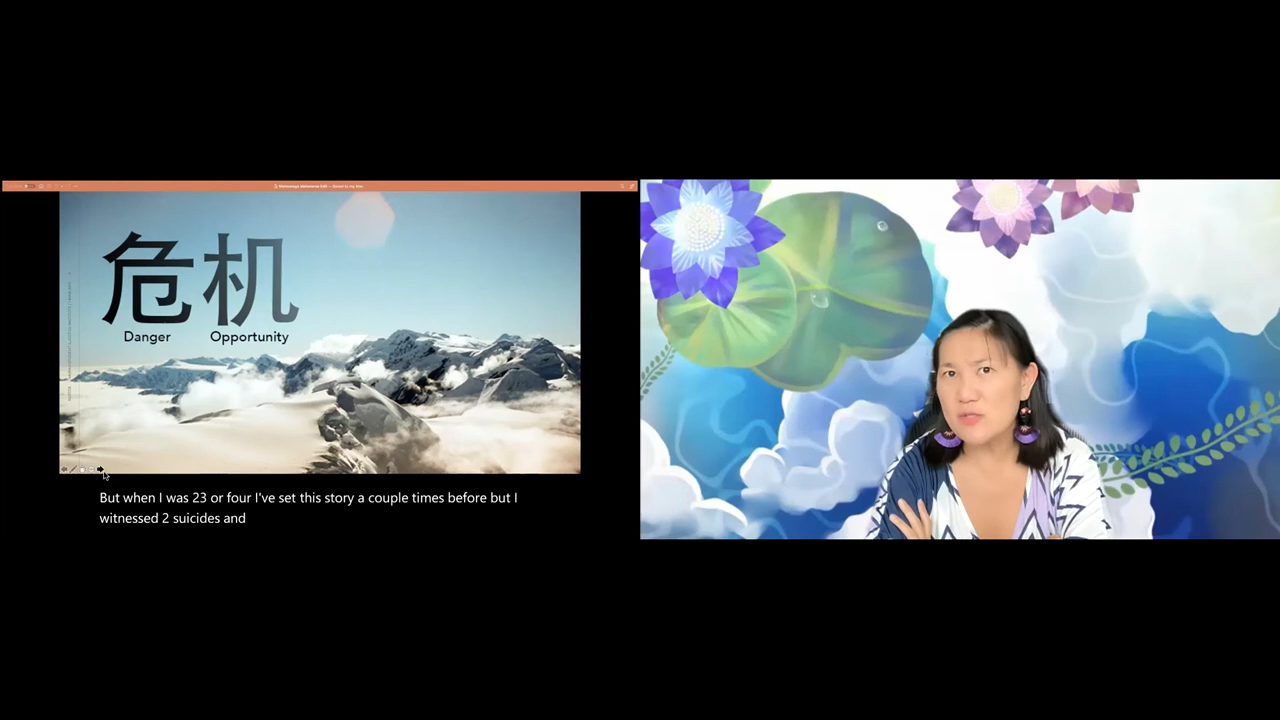 危机
Danger Opportunity
But when I was 23 or four I've set this story a couple times before but I
witnessed 2 suicides and